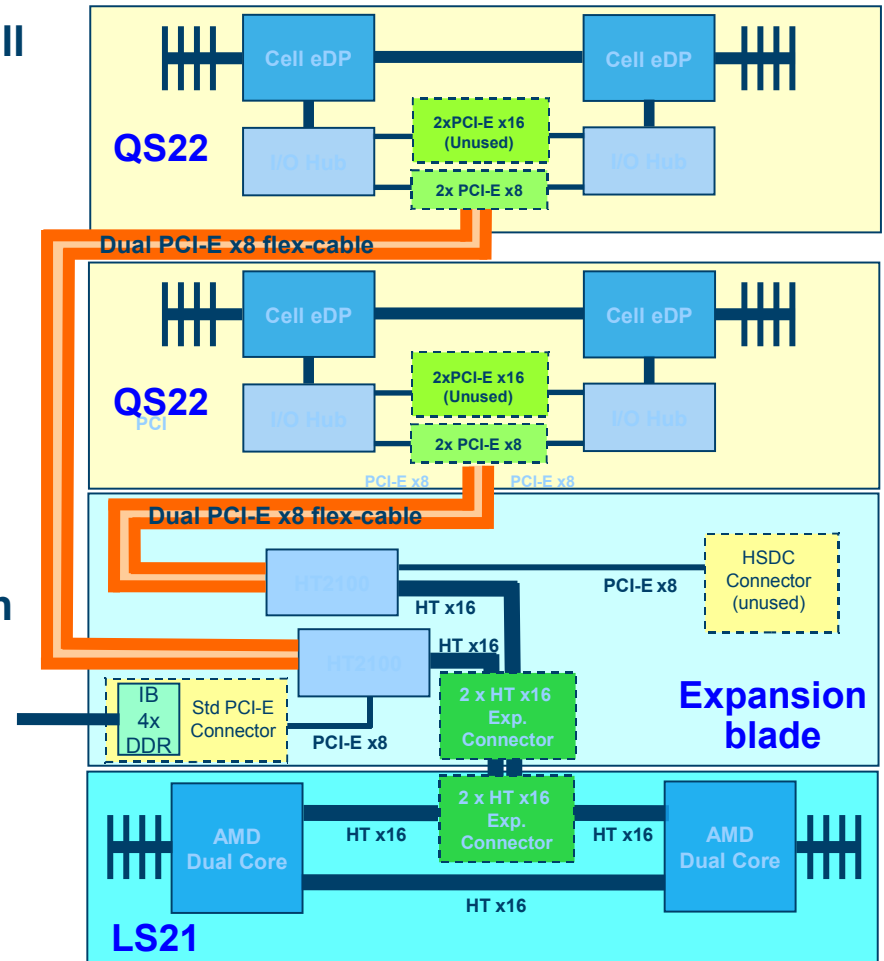 ll
Cell eDP
Cell eDP
2xPCI-E x16
(Unused)
QS22
I/O Hub
I/O Hub
2x PCI-E x8
Dual PCI-E x8 flex-cable
Cell eDP
Cell eDP
2xPCI-E x16
(Unused)
QS22
PCI
I/O Hub
I/O Hub
2x PCI-E x8
PCI-E x8
PCI-E x8
Dual PCI-E x8 flex-cable
HSDC
Connector
(unused)
HT2100
PCI-E x8
HT x16
n
HT x16
HT2100
IB
4x
DDR
Std PCI-E
Connector
PCI-E x8
2 x HT x16
Exp.
Connector
Expansion
blade
2 x HT x16
Exp.
Connector
AMD
Dual Core
HT x16
HT x16
AMD
Dual Core
HT x16
LS21